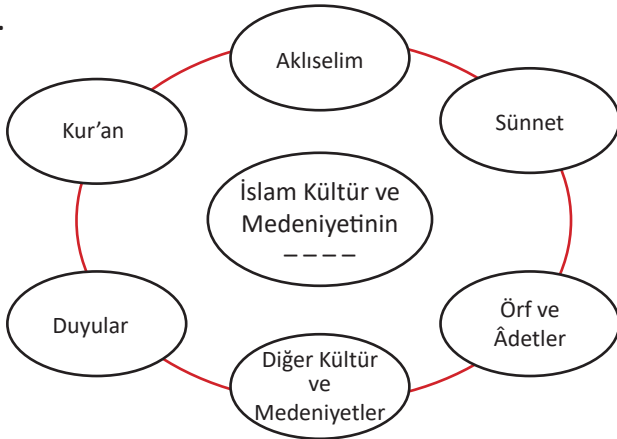 Aklıselim
Kur’an
Sünnet
İslam Kültür ve
Medeniyetinin
– – – –
Duyular
Örf ve
Âdetler
Diğer Kültür
ve
Medeniyetler